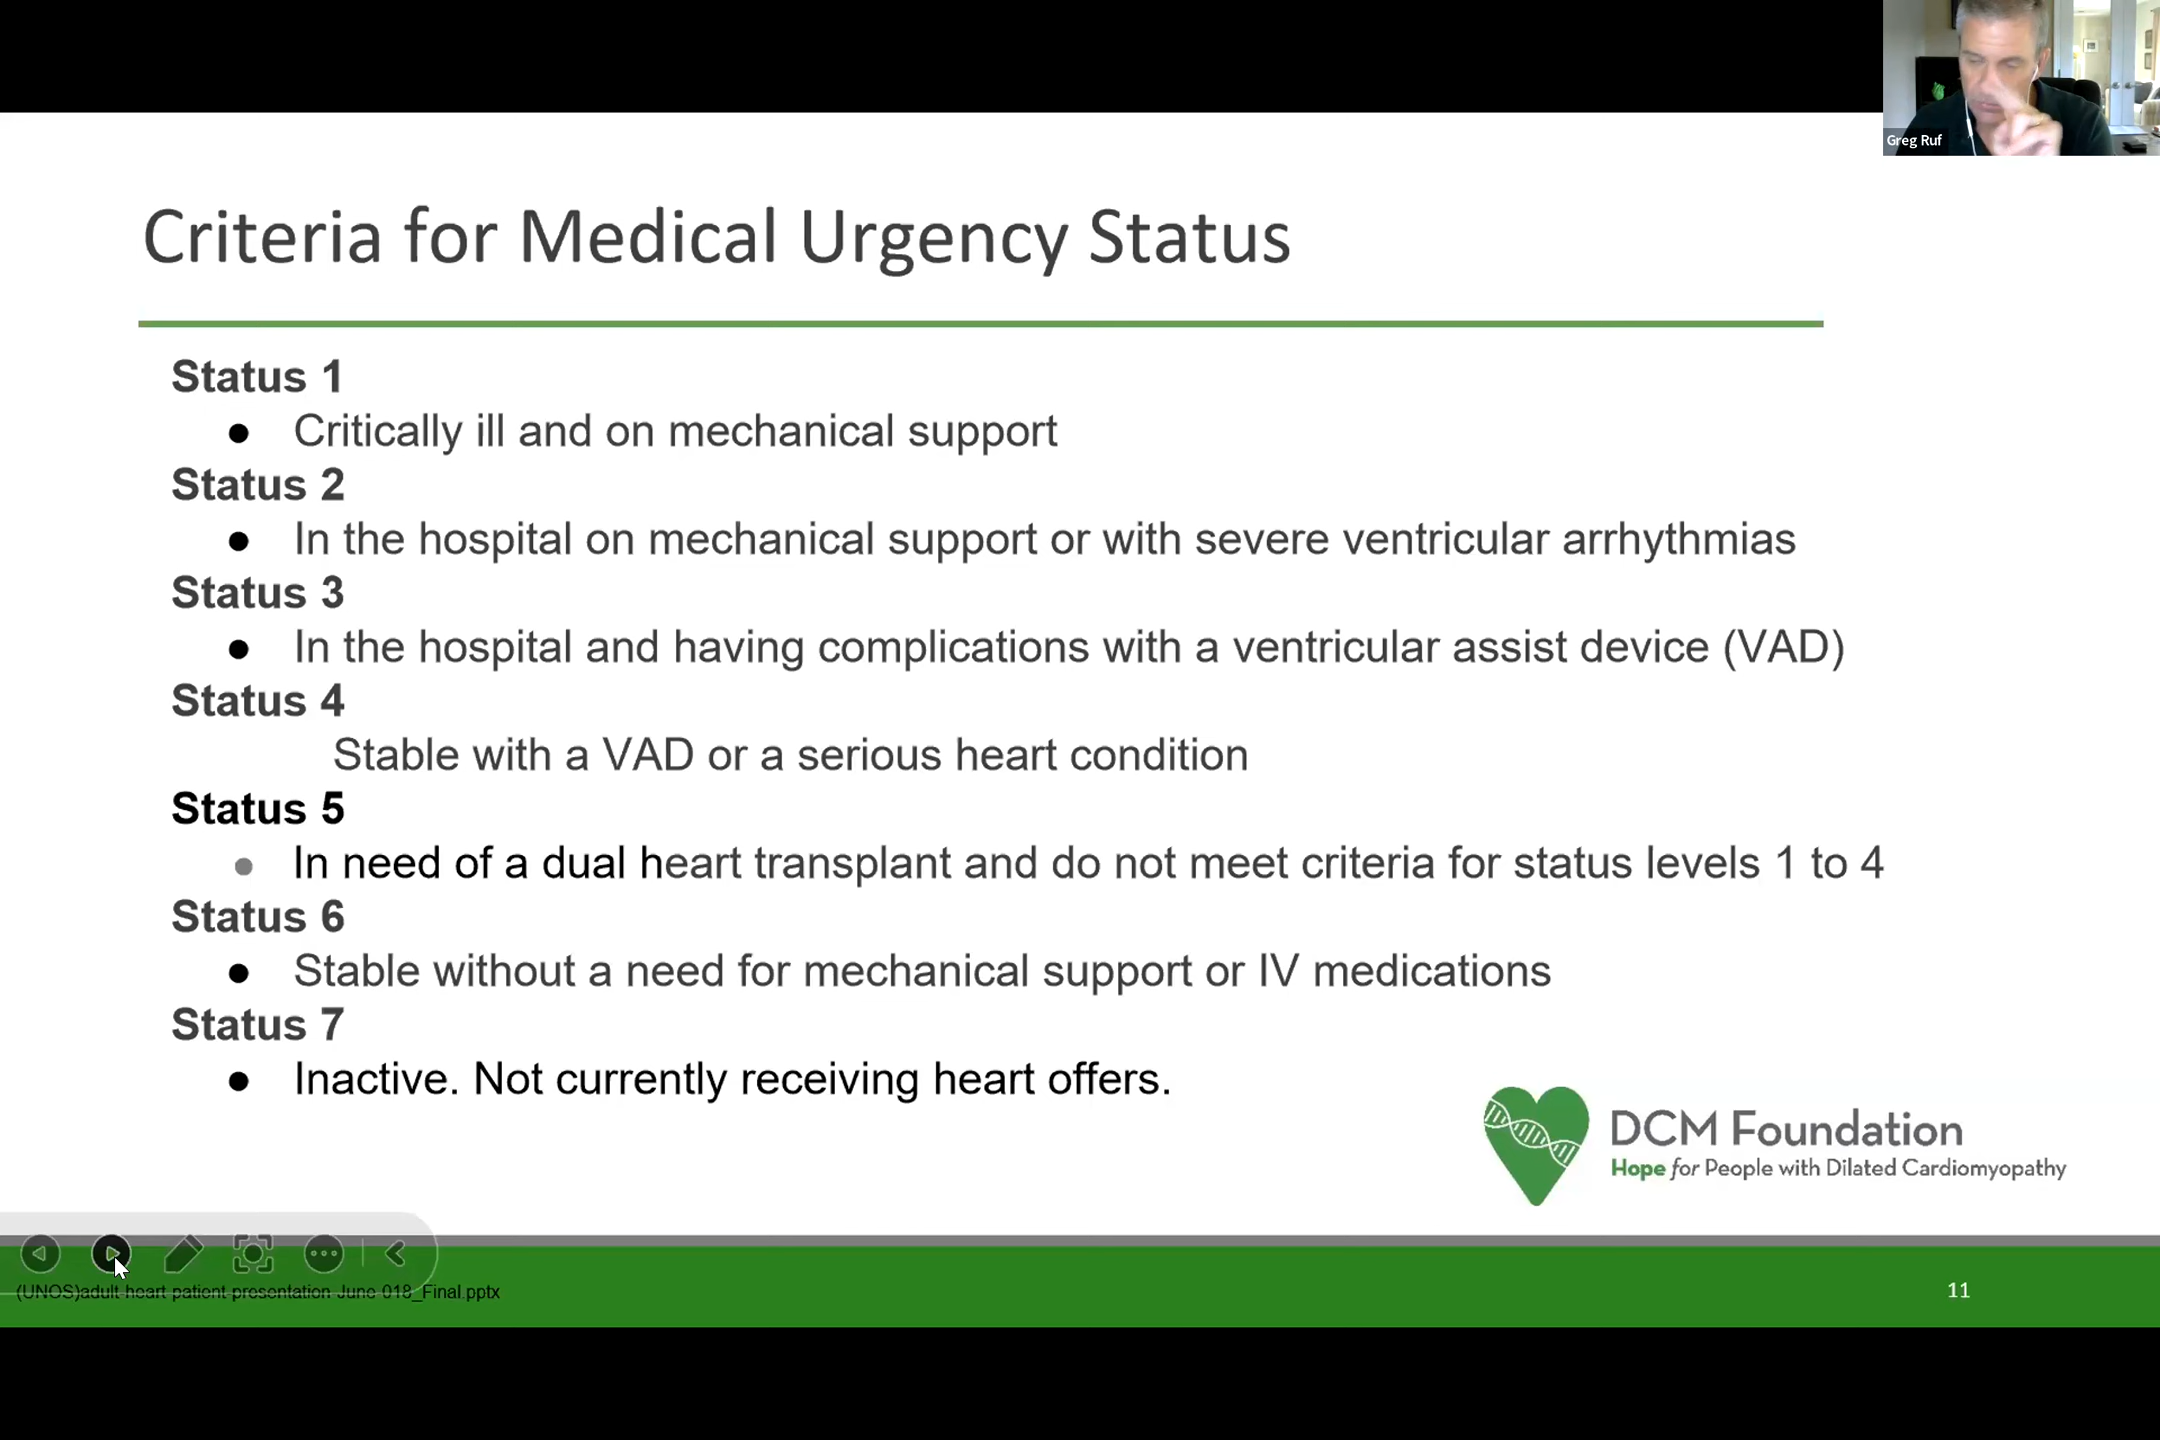 Greg Ruf
Criteria for Medical Urgency Status
Status 1
● Critically ill and on mechanical support
Status 2
● In the hospital on mechanical support or with severe ventricular arrhythmias
Status 3
● In the hospital and having complications with a ventricular assist device (VAD)
Status 4
Stable with a VAD or a serious heart condition
Status 5
● In need of a dual heart transplant and do not meet criteria for status levels 1 to 4
Status 6
● Stable without a need for mechanical support or IV medications
Status 7
● Inactive. Not currently receiving heart offers.
DCM Foundation
Hope for People with Dilated Cardiomyopathy
(UNOS)adult-heart-patient-presentation-June-018_Final.pptx
11